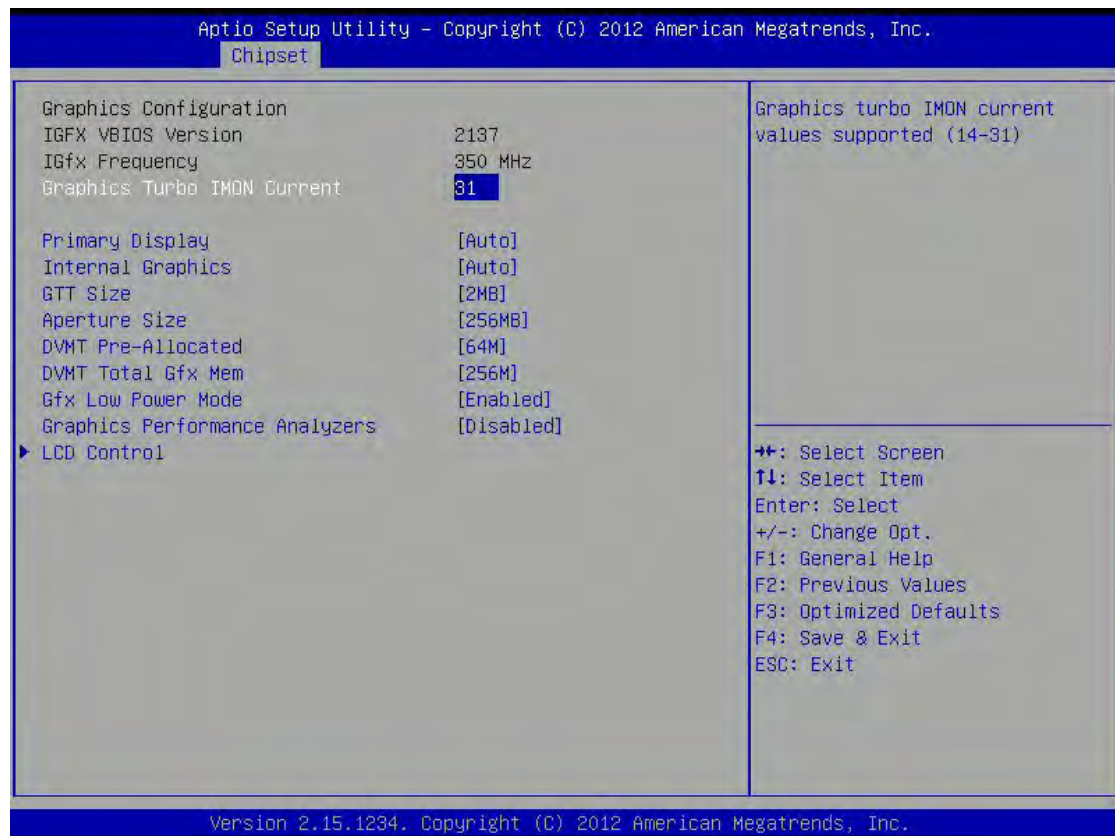 Aptio Setup Utility – Copyright (C) 2012 American Megatrends, Inc.
Chipset
Graphics Configuration
IGFX VBIOS Version 2137
IGfx Frequency 350 MHz
Graphics Turbo IMON Current 31
Primary Display [Auto]
Internal Graphics [Auto]
GTT Size [2MB]
Aperture Size [256MB]
DVMT Pre-Allocated [64M]
DVMT Total Gfx Mem [256M]
Gfx Low Power Mode [Enabled]
Graphics Performance Analyzers [Disabled]
▶ LCD Control
Graphics turbo IMON current
values supported (14-31)
→←: Select Screen
↑↓: Select Item
Enter: Select
+/-: Change Opt.
F1: General Help
F2: Previous Values
F3: Optimized Defaults
F4: Save & Exit
ESC: Exit
Version 2.15.1234. Copyright (C) 2012 American Megatrends, Inc.